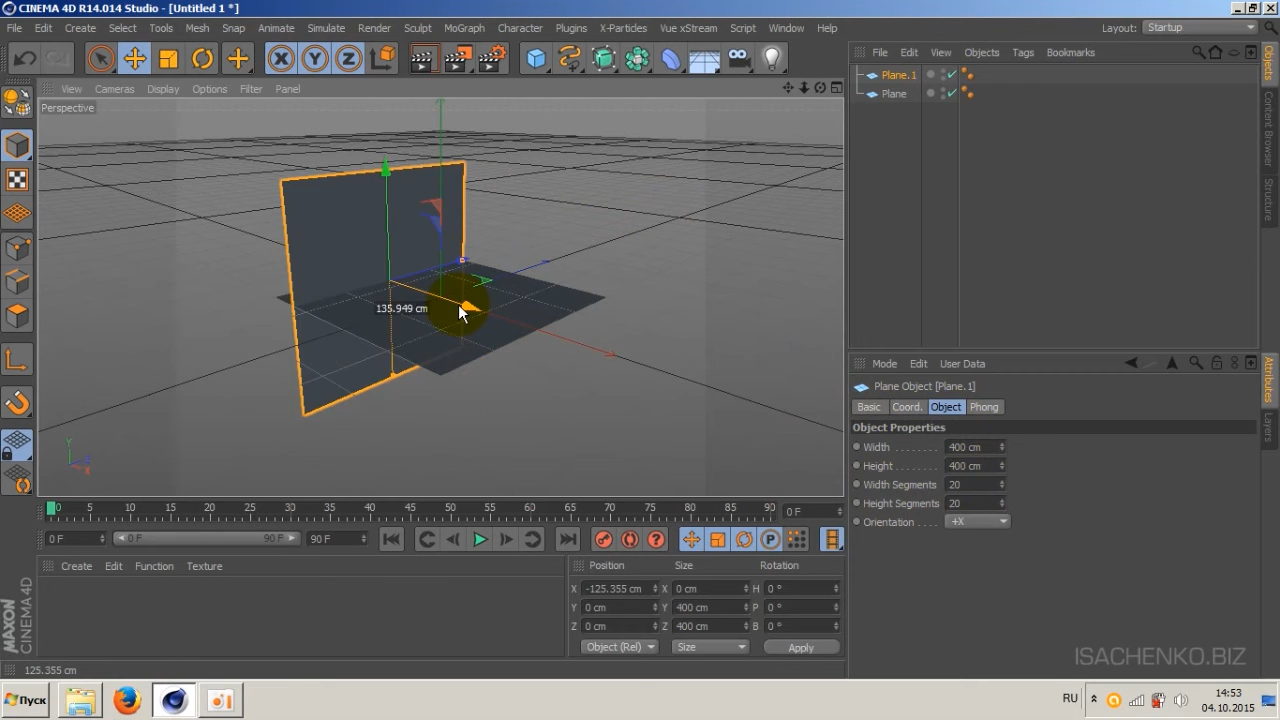 CINEMA 4D R14.014 Studio - [Untitled 1 *]
File Edit Create Select Tools Mesh Snap Animate Simulate Render Sculpt MoGraph Character Plugins X-Particles Vue xStream Script Window Help Layout: Startup
X Y Z
File Edit View Objects Tags Bookmarks
View Cameras Display Options Filter Panel
Perspective
Plane.1
Plane
Objects
Content Browser
Structure
135.949 cm
Y
Z
X
Mode Edit User Data
Plane Object [Plane.1]
Basic Coord. Object Phong
Object Properties
Width . . . . . . . . 400 cm
Height . . . . . . . 400 cm
Width Segments 20
Height Segments 20
Orientation . . . . +X
Attributes
Layers
0 5 10 15 20 25 30 35 40 45 50 55 60 65 70 75 80 85 90 0 F
0 F 0 F 90 F 90 F
P
Create Edit Function Texture
Position Size Rotation
X -125.355 cm X 0 cm H 0 °
Y 0 cm Y 400 cm P 0 °
Z 0 cm Z 400 cm B 0 °
Object (Rel) Size Apply
MAXON
CINEMA 4D
ISACHENKO.BIZ
125.355 cm
Пуск
RU
14:53
04.10.2015